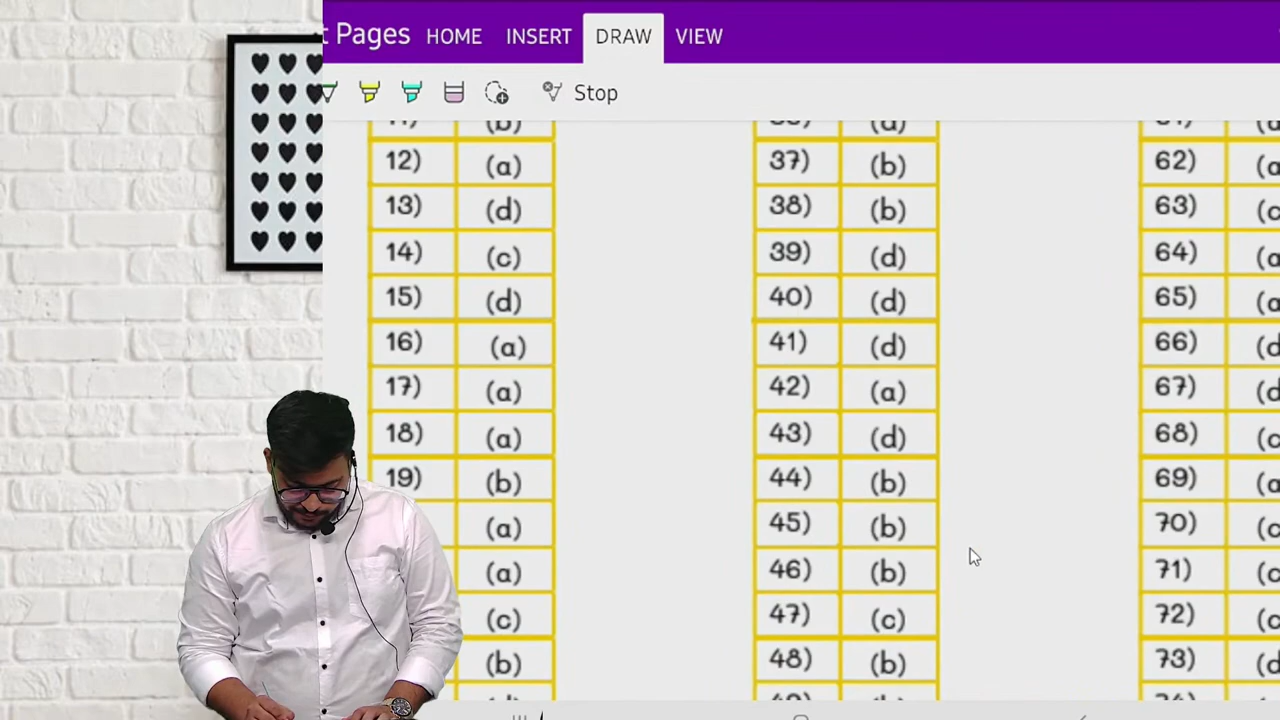 t Pages HOME INSERT DRAW VIEW
Stop
11) (b)
12) (a)
13) (d)
14) (c)
15) (d)
16) (a)
17) (a)
18) (a)
19) (b)
(a)
(a)
(c)
(b)
37) (b)
38) (b)
39) (d)
40) (d)
41) (d)
42) (a)
43) (d)
44) (b)
45) (b)
46) (b)
47) (c)
48) (b)
62)
63)
64)
65)
66) (d
67) (d
68)
69)
70)
71)
72)
73) (d